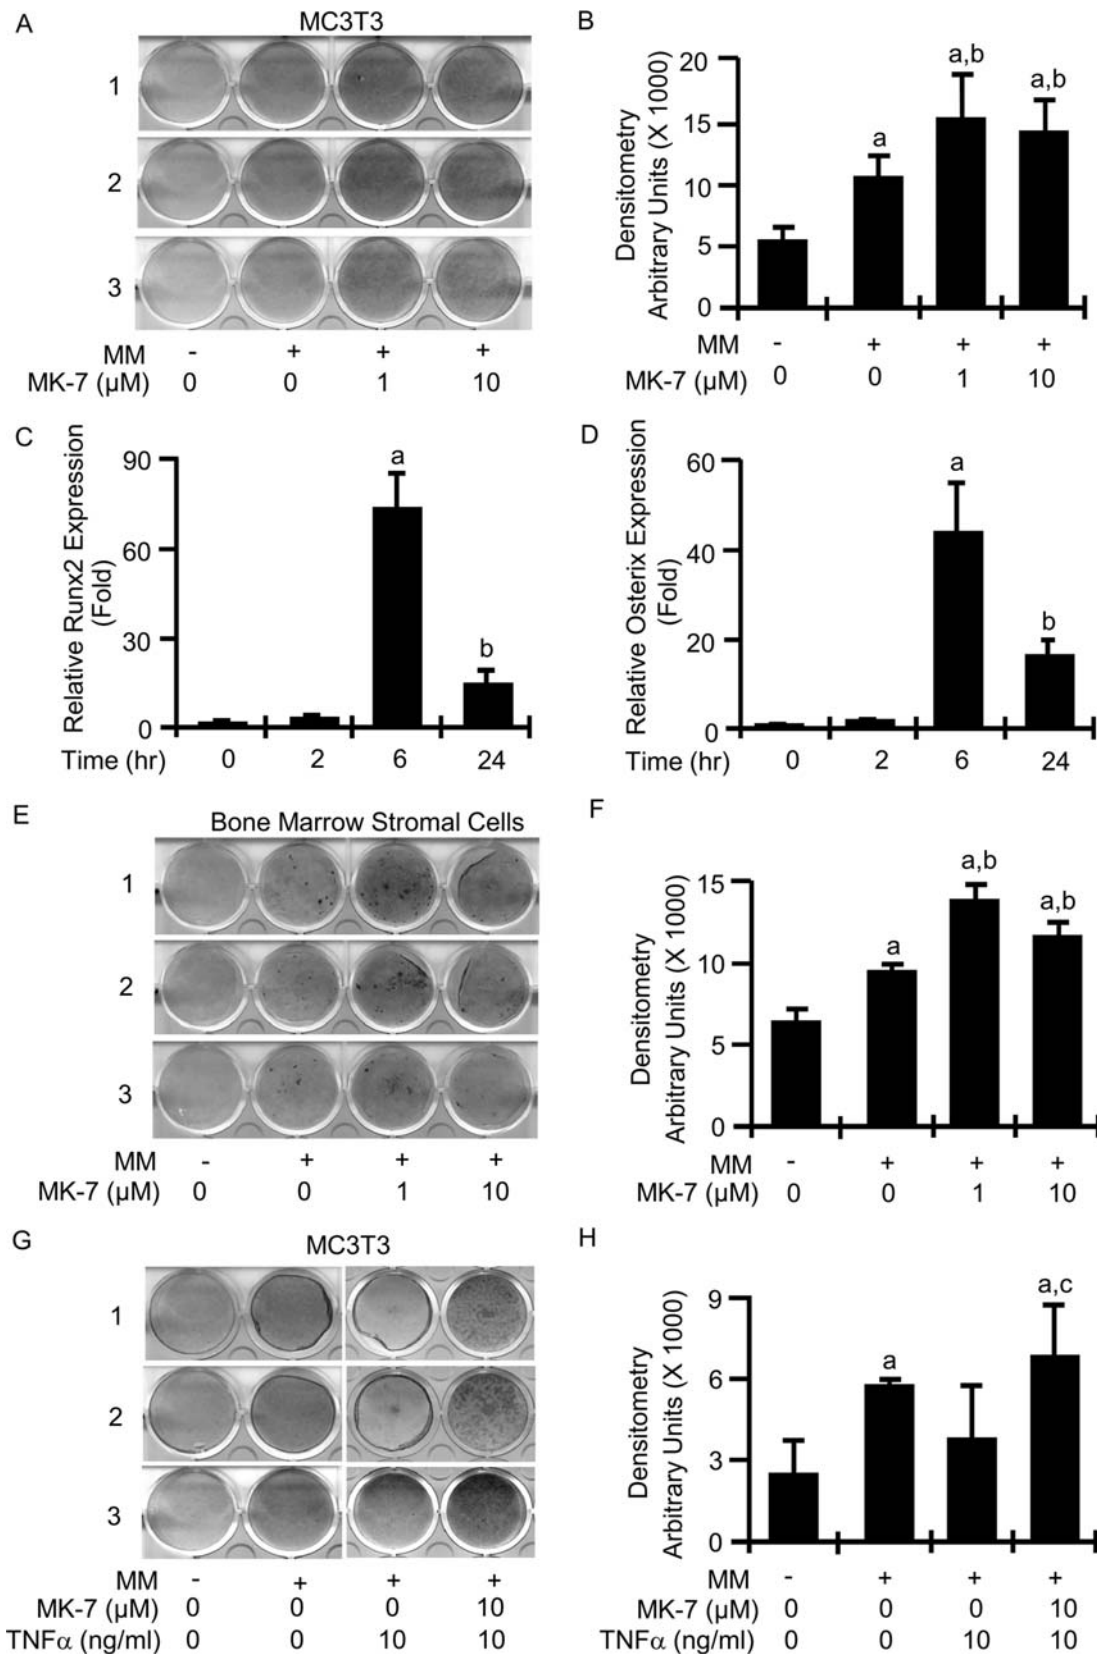 A
MC3T3
1
2
3
MM - + + +
MK-7 (µM) 0 0 1 10
B
Densitometry
Arbitrary Units (X 1000)
20
15
10
5
0
a
a,b
a,b
MM - + + +
MK-7 (µM) 0 0 1 10
C
Relative Runx2 Expression
(Fold)
90
60
30
0
a
b
Time (hr) 0 2 6 24
D
Relative Osterix Expression
(Fold)
60
40
20
0
a
b
Time (hr) 0 2 6 24
E
Bone Marrow Stromal Cells
1
2
3
MM - + + +
MK-7 (µM) 0 0 1 10
F
Densitometry
Arbitrary Units (X 1000)
15
10
5
0
a
a,b
a,b
MM - + + +
MK-7 (µM) 0 0 1 10
G
MC3T3
1
2
3
MM - + + +
MK-7 (µM) 0 0 0 10
TNFα (ng/ml) 0 0 10 10
H
Densitometry
Arbitrary Units (X 1000)
9
6
3
0
a
a,c
MM - + + +
MK-7 (µM) 0 0 0 10
TNFα (ng/ml) 0 0 10 10